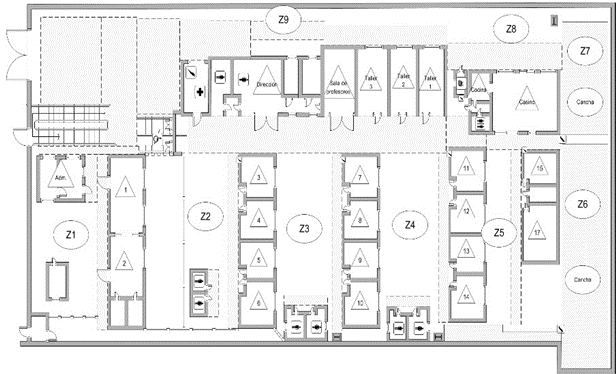 Z9
Z8
Z7
Dirección
Sala de
profesores
Taller
3
Taller
2
Taller
1
Cocina
Casino
Cancha
Adm.
1
3
7
11
15
Z2
4
8
12
Z6
Z1
Z3
Z4
Z5
17
2
5
9
13
Cancha
6
10
14